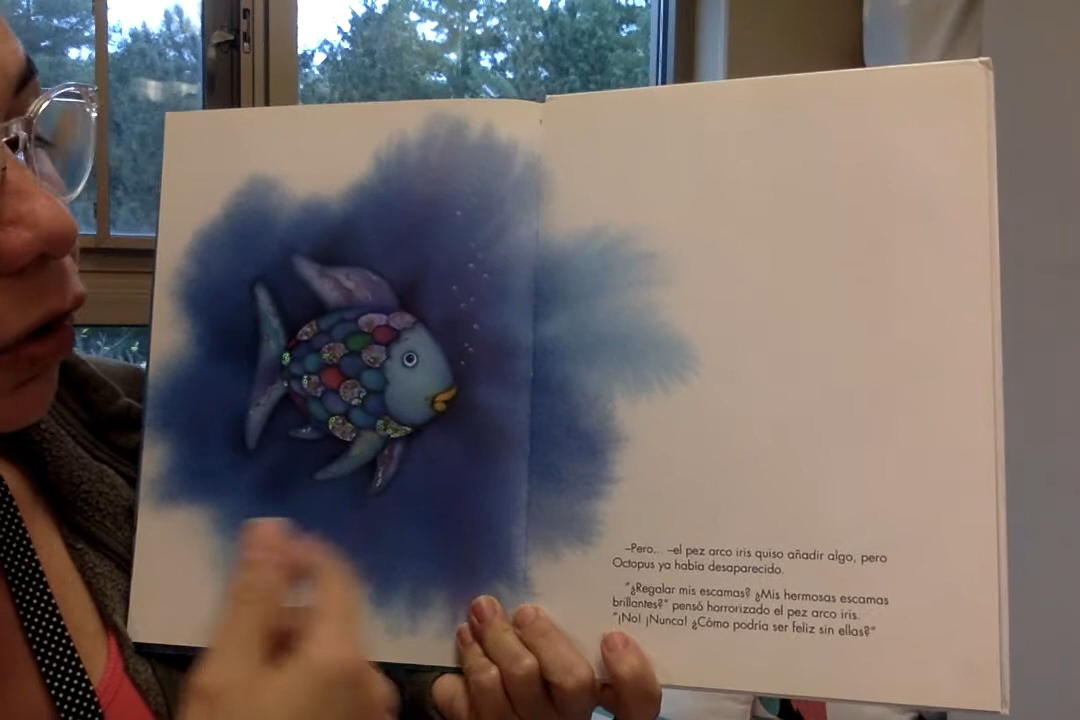 –Pero... –el pez arco iris quiso añadir algo, pero
Octopus ya había desaparecido.
"¿Regalar mis escamas? ¿Mis hermosas escamas
brillantes?" pensó horrorizado el pez arco iris.
"¡No! ¡Nunca! ¿Cómo podría ser feliz sin ellas?"